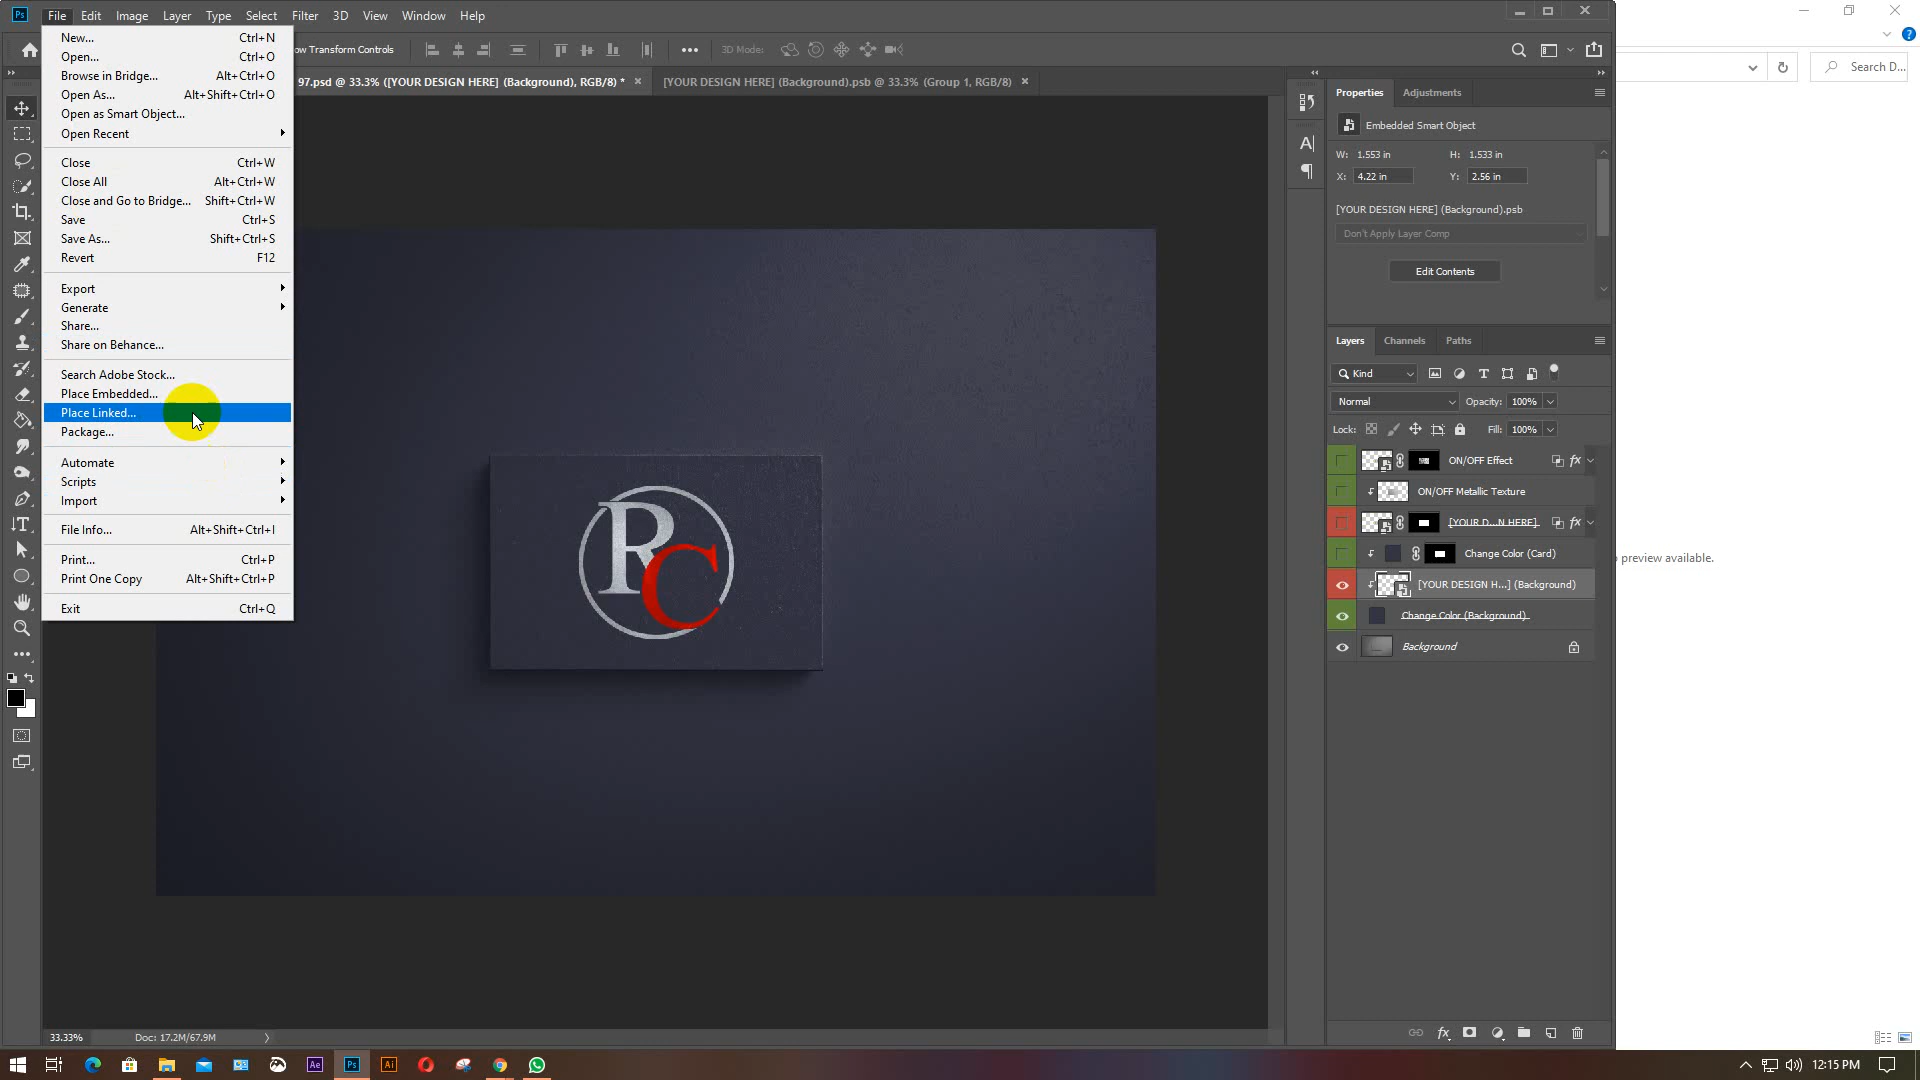 Ps File Edit Image Layer Type Select Filter 3D View Window Help
ow Transform Controls 3D Mode:
97.psd @ 33.3% ([YOUR DESIGN HERE] (Background), RGB/8) * ×
[YOUR DESIGN HERE] (Background).psb @ 33.3% (Group 1, RGB/8) ×
New... Ctrl+N
Open... Ctrl+O
Browse in Bridge... Alt+Ctrl+O
Open As... Alt+Shift+Ctrl+O
Open as Smart Object...
Open Recent
Close Ctrl+W
Close All Alt+Ctrl+W
Close and Go to Bridge... Shift+Ctrl+W
Save Ctrl+S
Save As... Shift+Ctrl+S
Revert F12
Export
Generate
Share...
Share on Behance...
Search Adobe Stock...
Place Embedded...
Place Linked...
Package...
Automate
Scripts
Import
File Info... Alt+Shift+Ctrl+I
Print... Ctrl+P
Print One Copy Alt+Shift+Ctrl+P
Exit Ctrl+Q
RC
33.33% Doc: 17.2M/67.9M
Properties Adjustments
Embedded Smart Object
W: 1.553 in H: 1.533 in
X: 4.22 in Y: 2.56 in
[YOUR DESIGN HERE] (Background).psb
Don't Apply Layer Comp
Edit Contents
Layers Channels Paths
Kind
Normal Opacity: 100%
Lock: Fill: 100%
ON/OFF Effect fx
ON/OFF Metallic Texture
[YOUR D...N HERE] fx
Change Color (Card)
[YOUR DESIGN H...] (Background)
Change Color (Background)
Background
fx
Search D...
preview available.
Ae Ps Ai
12:15 PM